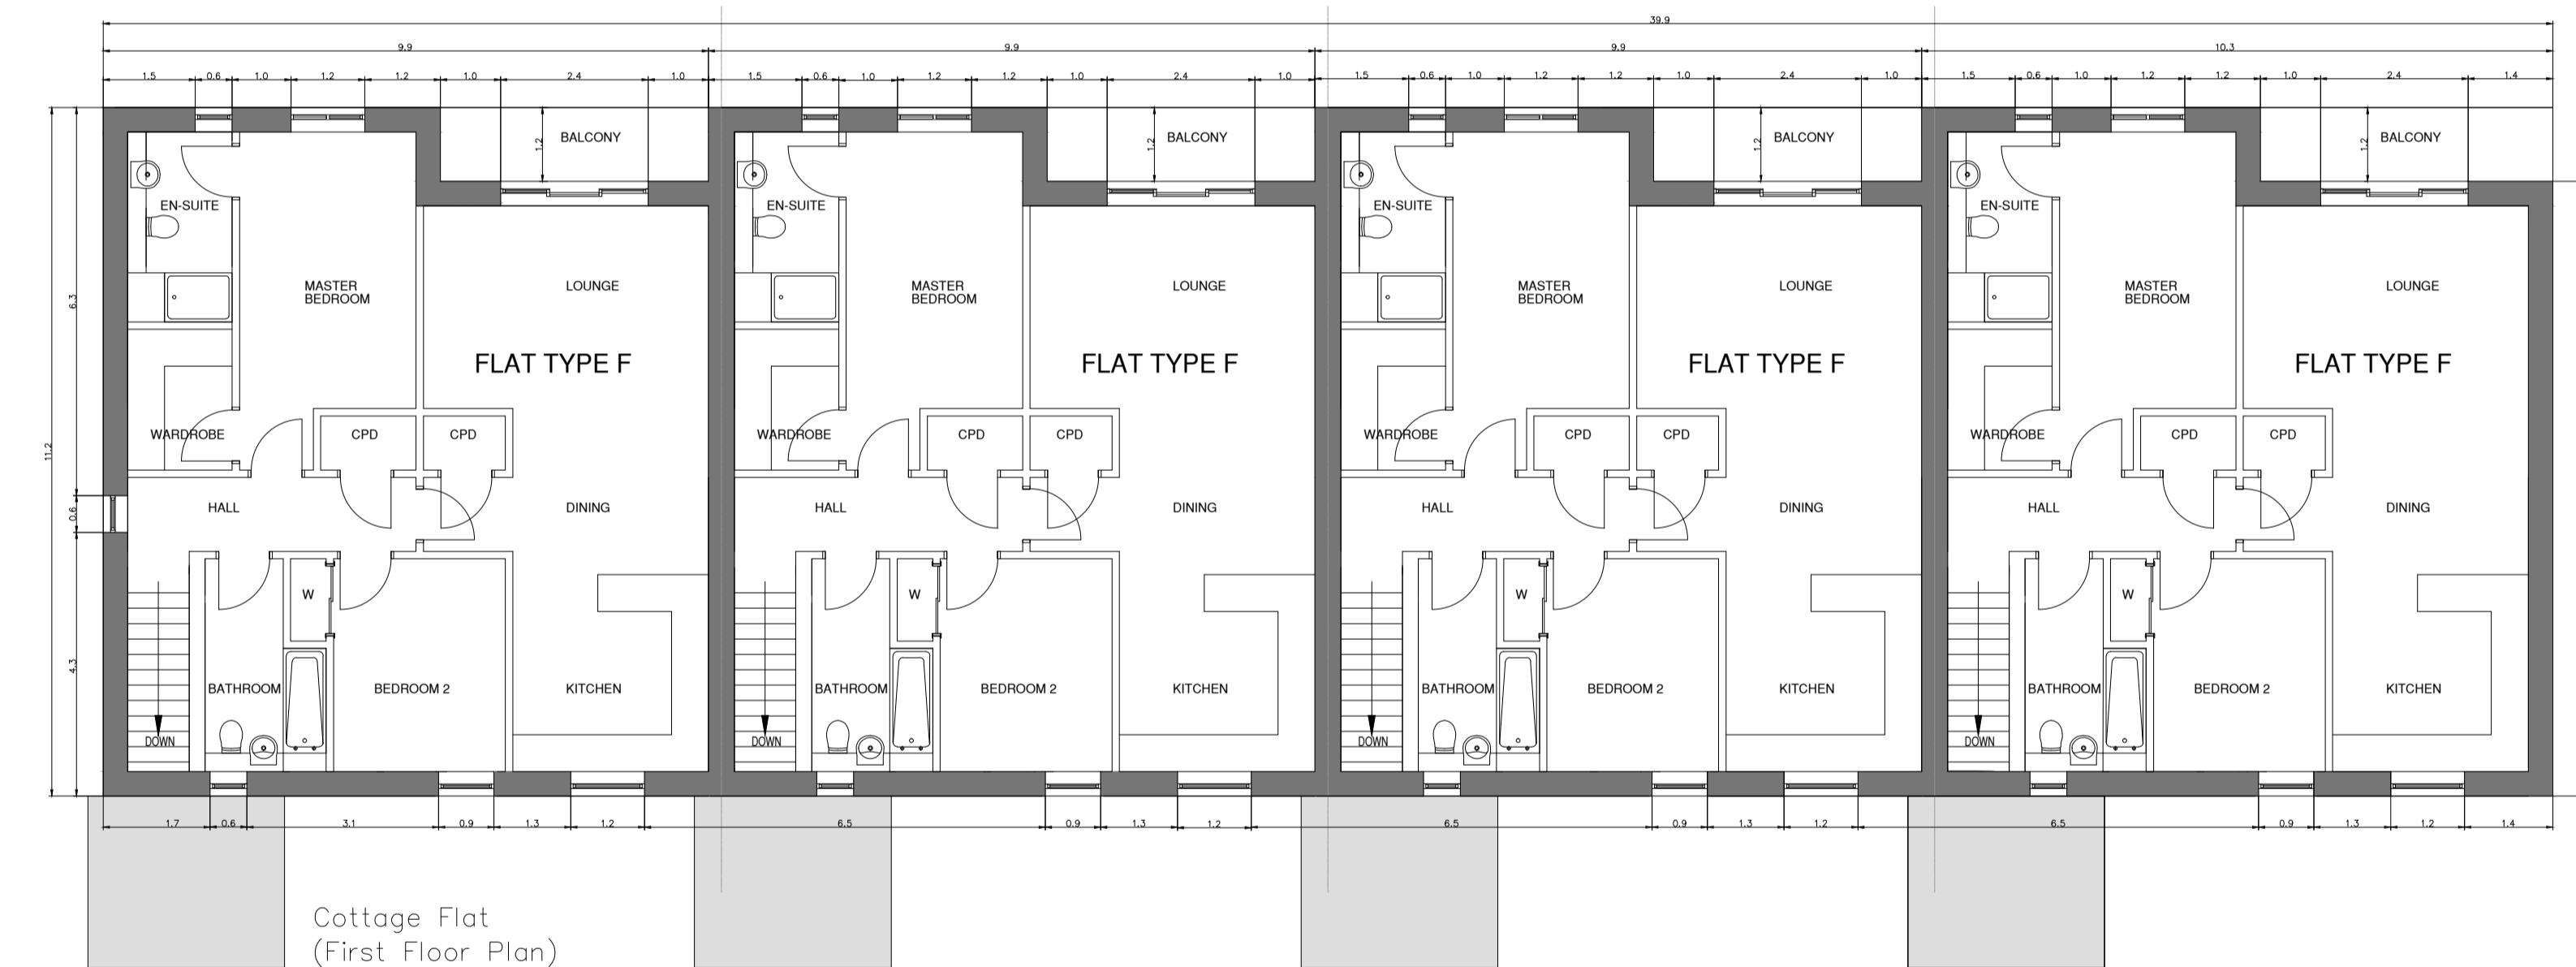 39.9
9.9 9.9 9.9 10.3
1.5 0.6 1.0 1.2 1.2 1.0 2.4 1.0 1.5 0.6 1.0 1.2 1.2 1.0 2.4 1.0 1.5 0.6 1.0 1.2 1.2 1.0 2.4 1.0 1.5 0.6 1.0 1.2 1.2 1.0 2.4 1.4
1.2 BALCONY 1.2 BALCONY 1.2 BALCONY 1.2 BALCONY
EN-SUITE EN-SUITE EN-SUITE EN-SUITE
MASTER LOUNGE MASTER LOUNGE MASTER LOUNGE MASTER LOUNGE
BEDROOM BEDROOM BEDROOM BEDROOM
6.3
FLAT TYPE F FLAT TYPE F FLAT TYPE F FLAT TYPE F
WARDROBE CPD CPD WARDROBE CPD CPD WARDROBE CPD CPD WARDROBE CPD CPD
11.2
0.6 HALL DINING HALL DINING HALL DINING HALL DINING
W W W W
4.3
BATHROOM BEDROOM 2 KITCHEN BATHROOM BEDROOM 2 KITCHEN BATHROOM BEDROOM 2 KITCHEN BATHROOM BEDROOM 2 KITCHEN
DOWN DOWN DOWN DOWN
1.7 0.6 3.1 0.9 1.3 1.2 6.5 0.9 1.3 1.2 6.5 0.9 1.3 1.2 6.5 0.9 1.3 1.2 1.4
Cottage Flat
(First Floor Plan)